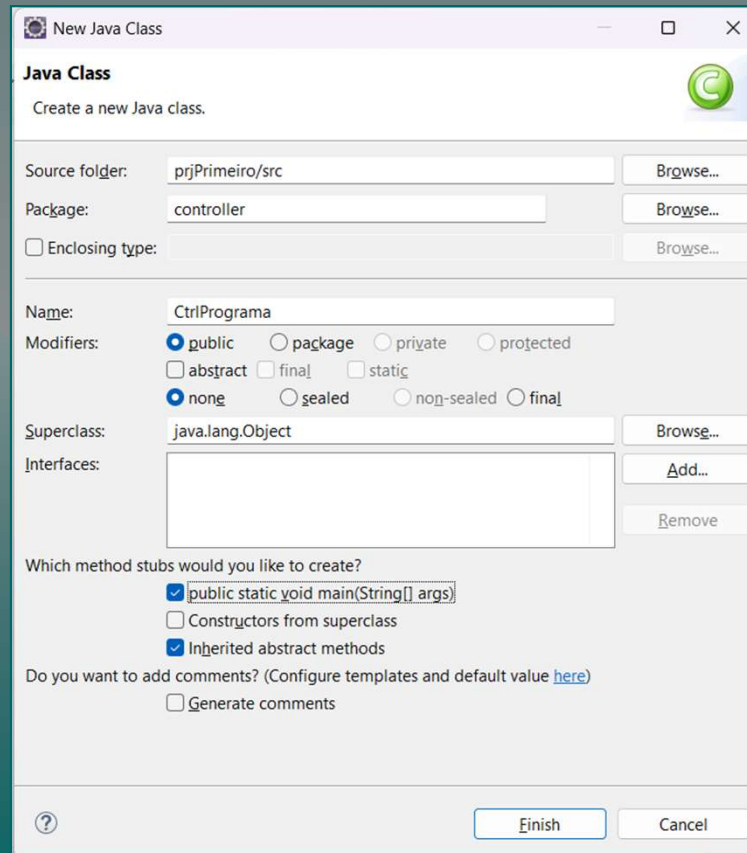 New Java Class
Java Class
Create a new Java class.
C
Source folder: prjPrimeiro/src Browse...
Package: controller Browse...
Enclosing type: Browse...
Name: CtrlPrograma
Modifiers: public package private protected
abstract final static
none sealed non-sealed final
Superclass: java.lang.Object Browse...
Interfaces: Add...
Remove
Which method stubs would you like to create?
public static void main(String[] args)
Constructors from superclass
Inherited abstract methods
Do you want to add comments? (Configure templates and default value here)
Generate comments
? Finish Cancel